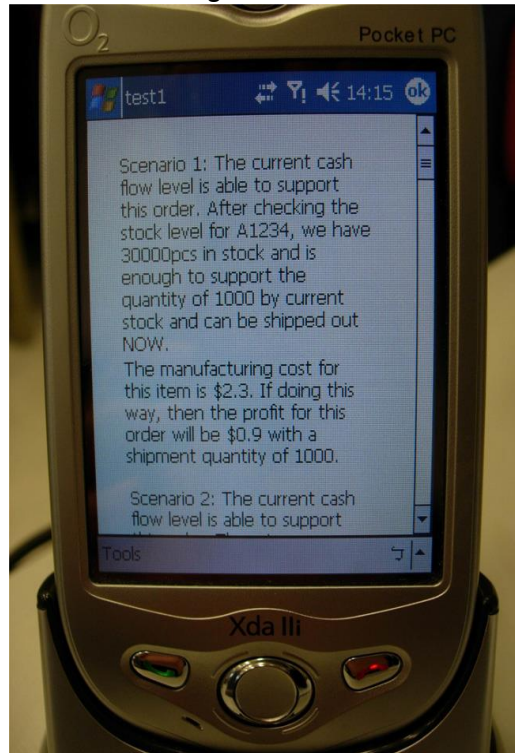 O2
Pocket PC
test1
14:15
ok
Scenario 1: The current cash
flow level is able to support
this order. After checking the
stock level for A1234, we have
30000pcs in stock and is
enough to support the
quantity of 1000 by current
stock and can be shipped out
NOW.
The manufacturing cost for
this item is $2.3. If doing this
way, then the profit for this
order will be $0.9 with a
shipment quantity of 1000.
Scenario 2: The current cash
flow level is able to support
Tools
Xda IIi